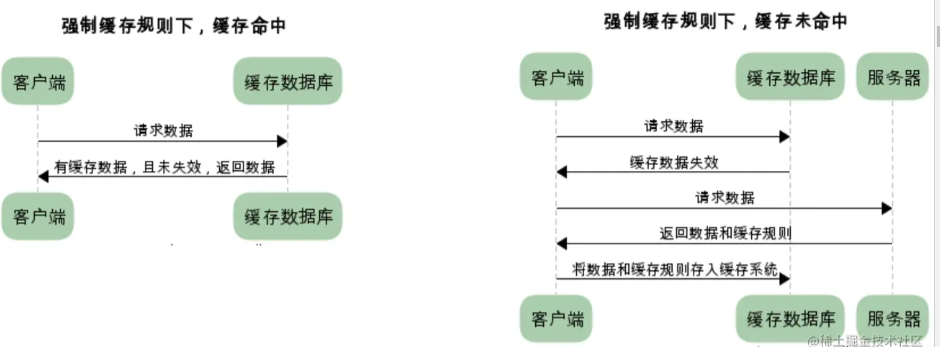 强制缓存规则下，缓存命中
客户端
缓存数据库
请求数据
有缓存数据，且未失效，返回数据
客户端
缓存数据库
强制缓存规则下，缓存未命中
客户端
缓存数据库
服务器
请求数据
缓存数据失效
请求数据
返回数据和缓存规则
将数据和缓存规则存入缓存系统
客户端
缓存数据库
服务器
@稀土掘金技术社区